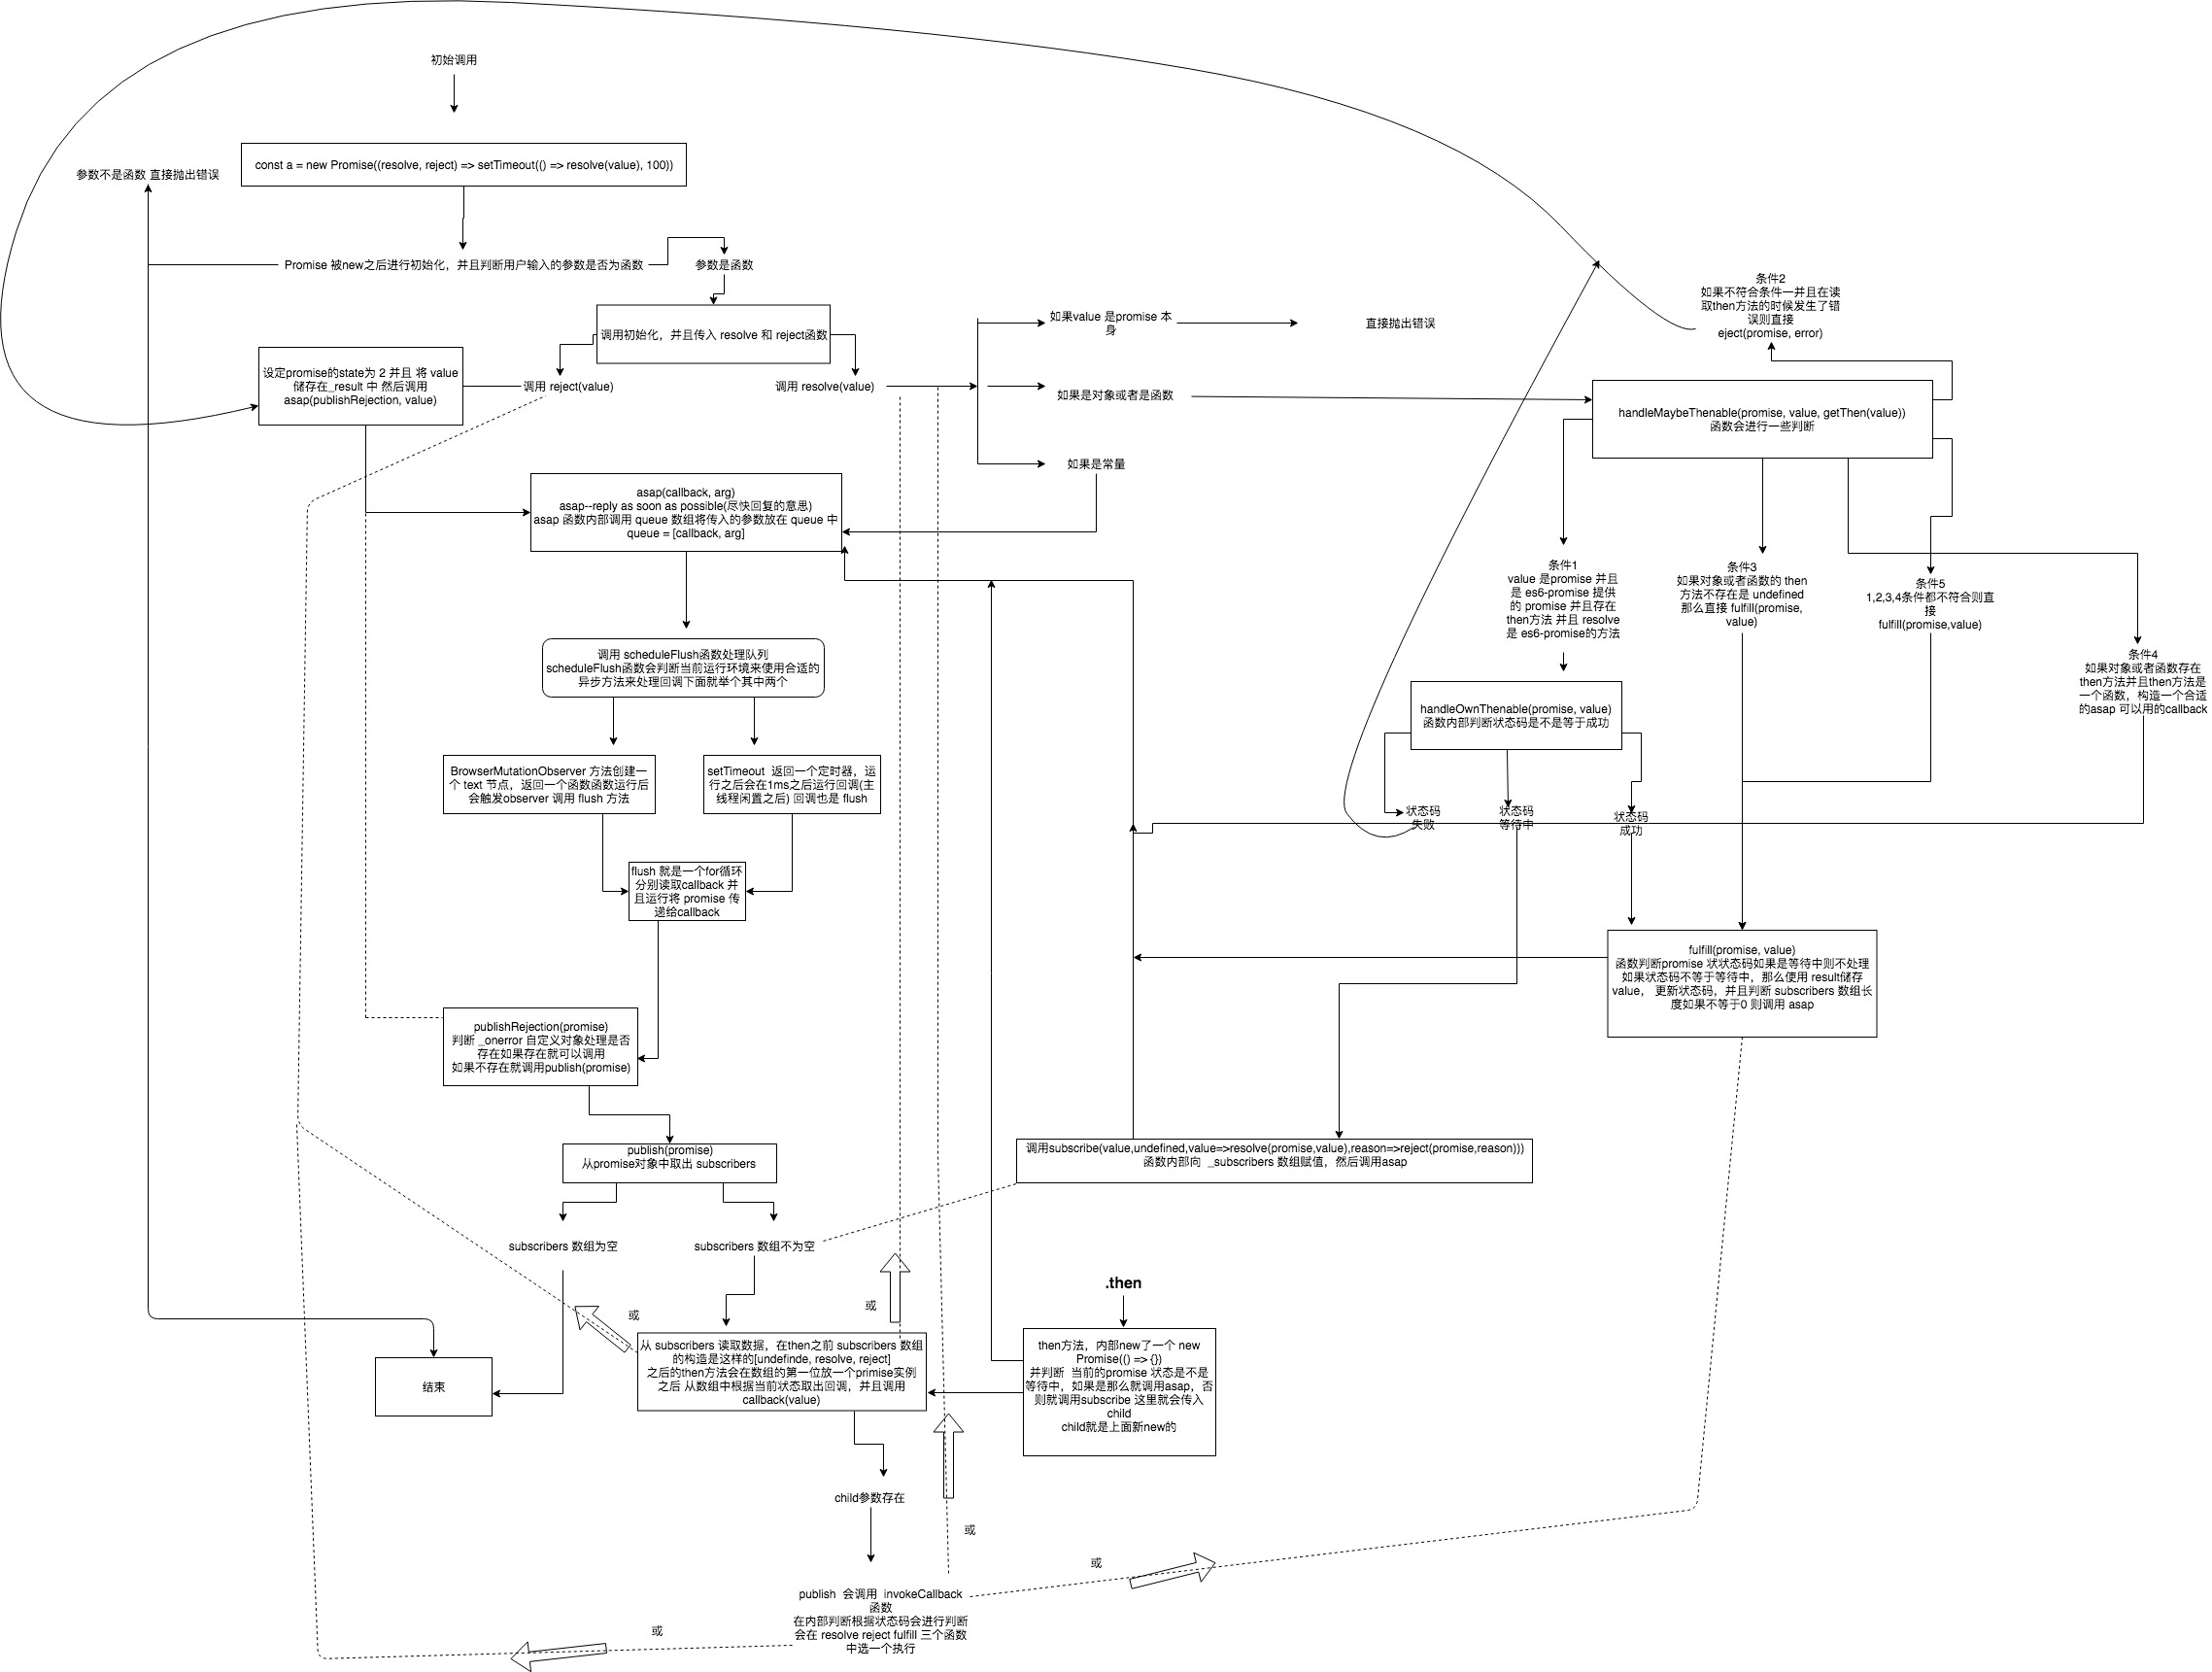 初始调用
const a = new Promise((resolve, reject) => setTimeout(() => resolve(value), 100))
参数不是函数 直接抛出错误
Promise 被new之后进行初始化，并且判断用户输入的参数是否为函数
参数是函数
调用初始化，并且传入 resolve 和 reject函数
设定promise的state为 2 并且 将 value
储存在_result 中 然后调用
asap(publishRejection, value)
调用 reject(value)
调用 resolve(value)
如果value 是promise 本
身
直接抛出错误
如果是对象或者是函数
如果是常量
条件2
如果不符合条件一并且在读
取then方法的时候发生了错
误则直接
eject(promise, error)
handleMaybeThenable(promise, value, getThen(value))
函数会进行一些判断
asap(callback, arg)
asap--reply as soon as possible(尽快回复的意思)
asap 函数内部调用 queue 数组将传入的参数放在 queue 中
queue = [callback, arg]
条件1
value 是promise 并且
是 es6-promise 提供
的 promise 并且存在
then方法 并且 resolve
是 es6-promise的方法
条件3
如果对象或者函数的 then
方法不存在是 undefined
那么直接 fulfill(promise,
value)
条件5
1,2,3,4条件都不符合则直
接
fulfill(promise,value)
条件4
如果对象或者函数存在
then方法并且then方法是
一个函数，构造一个合适
的asap 可以用的callback
调用 scheduleFlush函数处理队列
scheduleFlush函数会判断当前运行环境来使用合适的
异步方法来处理回调下面就举个其中两个
handleOwnThenable(promise, value)
函数内部判断状态码是不是等于成功
BrowserMutationObserver 方法创建一
个 text 节点，返回一个函数函数运行后
会触发observer 调用 flush 方法
setTimeout 返回一个定时器，运
行之后会在1ms之后运行回调(主
线程闲置之后) 回调也是 flush
状态码
失败
状态码
等待中
状态码
成功
flush 就是一个for循环
分别读取callback 并
且运行将 promise 传
递给callback
fulfill(promise, value)
函数判断promise 状状态码如果是等待中则不处理
如果状态码不等于等待中，那么使用 result储存
value， 更新状态码，并且判断 subscribers 数组长
度如果不等于0 则调用 asap
publishRejection(promise)
判断 _onerror 自定义对象处理是否
存在如果存在就可以调用
如果不存在就调用publish(promise)
publish(promise)
从promise对象中取出 subscribers
调用subscribe(value,undefined,value=>resolve(promise,value),reason=>reject(promise,reason)))
函数内部向 _subscribers 数组赋值，然后调用asap
subscribers 数组为空
subscribers 数组不为空
.then
或
或
从 subscribers 读取数据，在then之前 subscribers 数组
的构造是这样的[undefinde, resolve, reject]
之后的then方法会在数组的第一位放一个primise实例
之后 从数组中根据当前状态取出回调，并且调用
callback(value)
then方法，内部new了一个 new
Promise(() => {})
并判断 当前的promise 状态是不是
等待中，如果是那么就调用asap，否
则就调用subscribe 这里就会传入
child
child就是上面新new的
结束
child参数存在
或
或
publish 会调用 invokeCallback
函数
在内部判断根据状态码会进行判断
会在 resolve reject fulfill 三个函数
中选一个执行
或